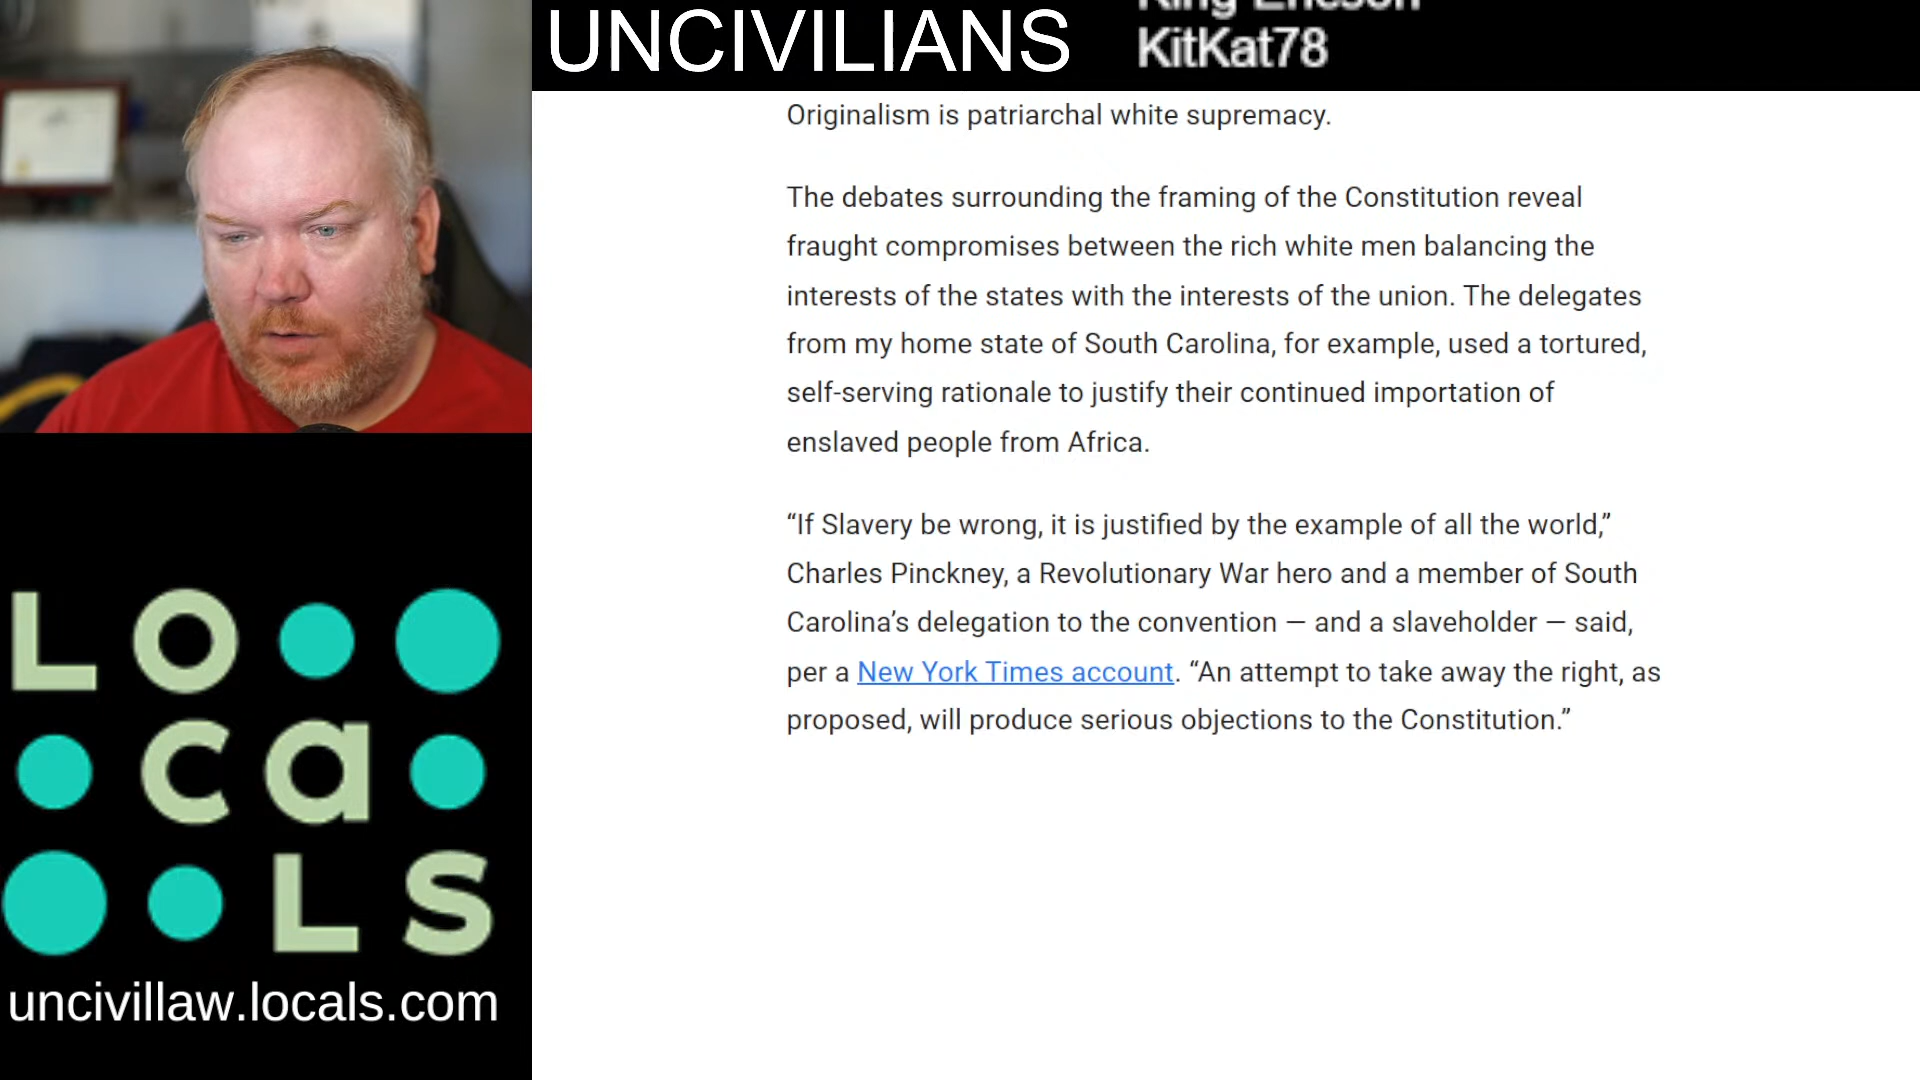 UNCIVILIANS
King Ericson
KitKat78
Originalism is patriarchal white supremacy.
The debates surrounding the framing of the Constitution reveal
fraught compromises between the rich white men balancing the
interests of the states with the interests of the union. The delegates
from my home state of South Carolina, for example, used a tortured,
self-serving rationale to justify their continued importation of
enslaved people from Africa.
“If Slavery be wrong, it is justified by the example of all the world,”
Charles Pinckney, a Revolutionary War hero and a member of South
Carolina’s delegation to the convention — and a slaveholder — said,
per a New York Times account. “An attempt to take away the right, as
proposed, will produce serious objections to the Constitution.”
LO
ca
LS
uncivillaw.locals.com